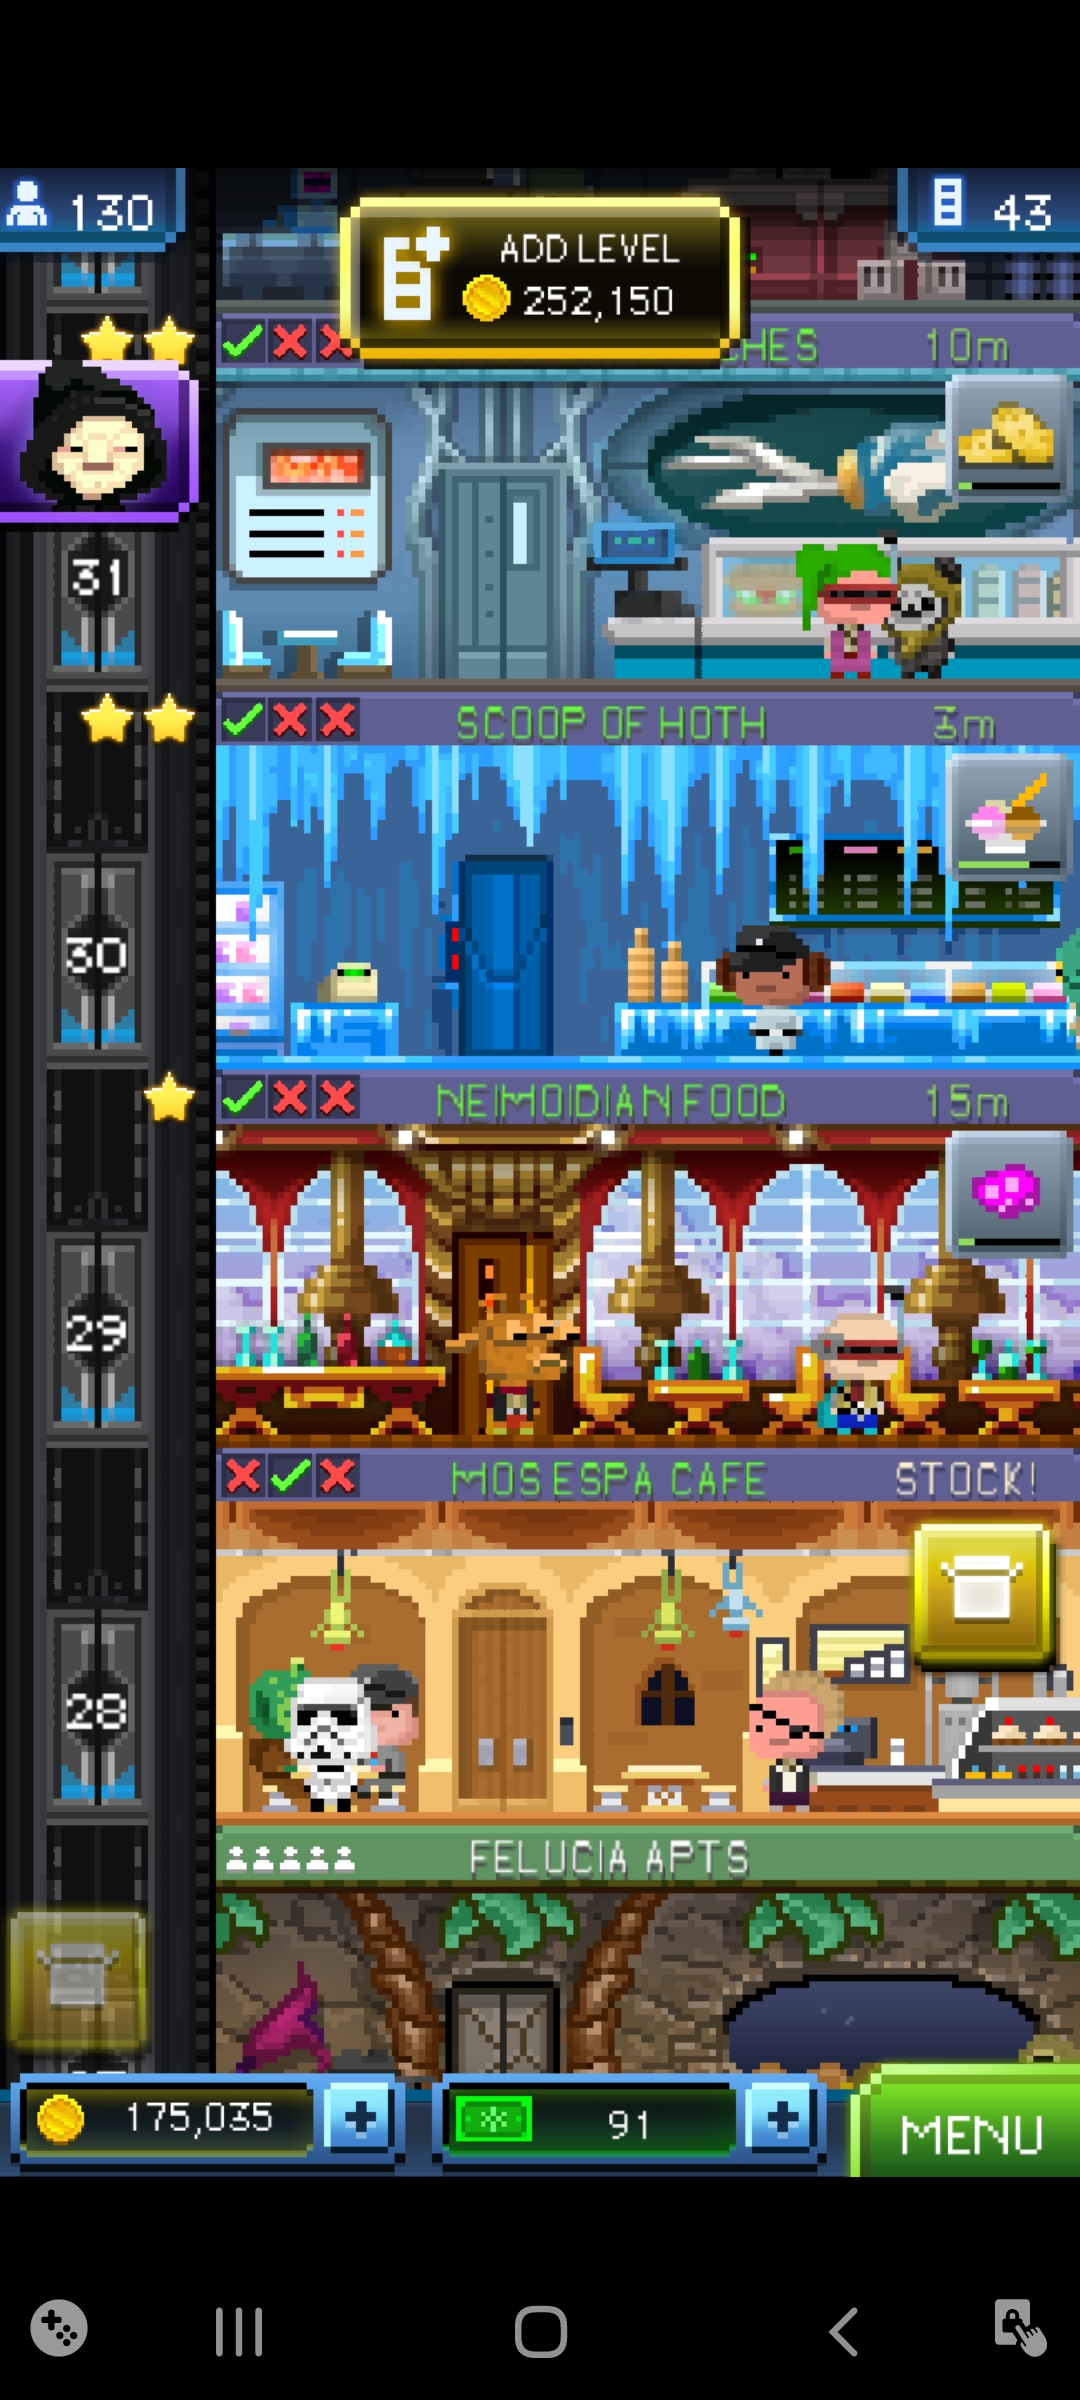 130
ADD LEVEL
252,150
43
CHES 10m
31
SCOOP OF HOTH 3m
30
NEIMOIDIAN FOOD 15m
29
MOS ESPA CAFE STOCK!
28
FELUCIA APTS
175,035
91
MENU